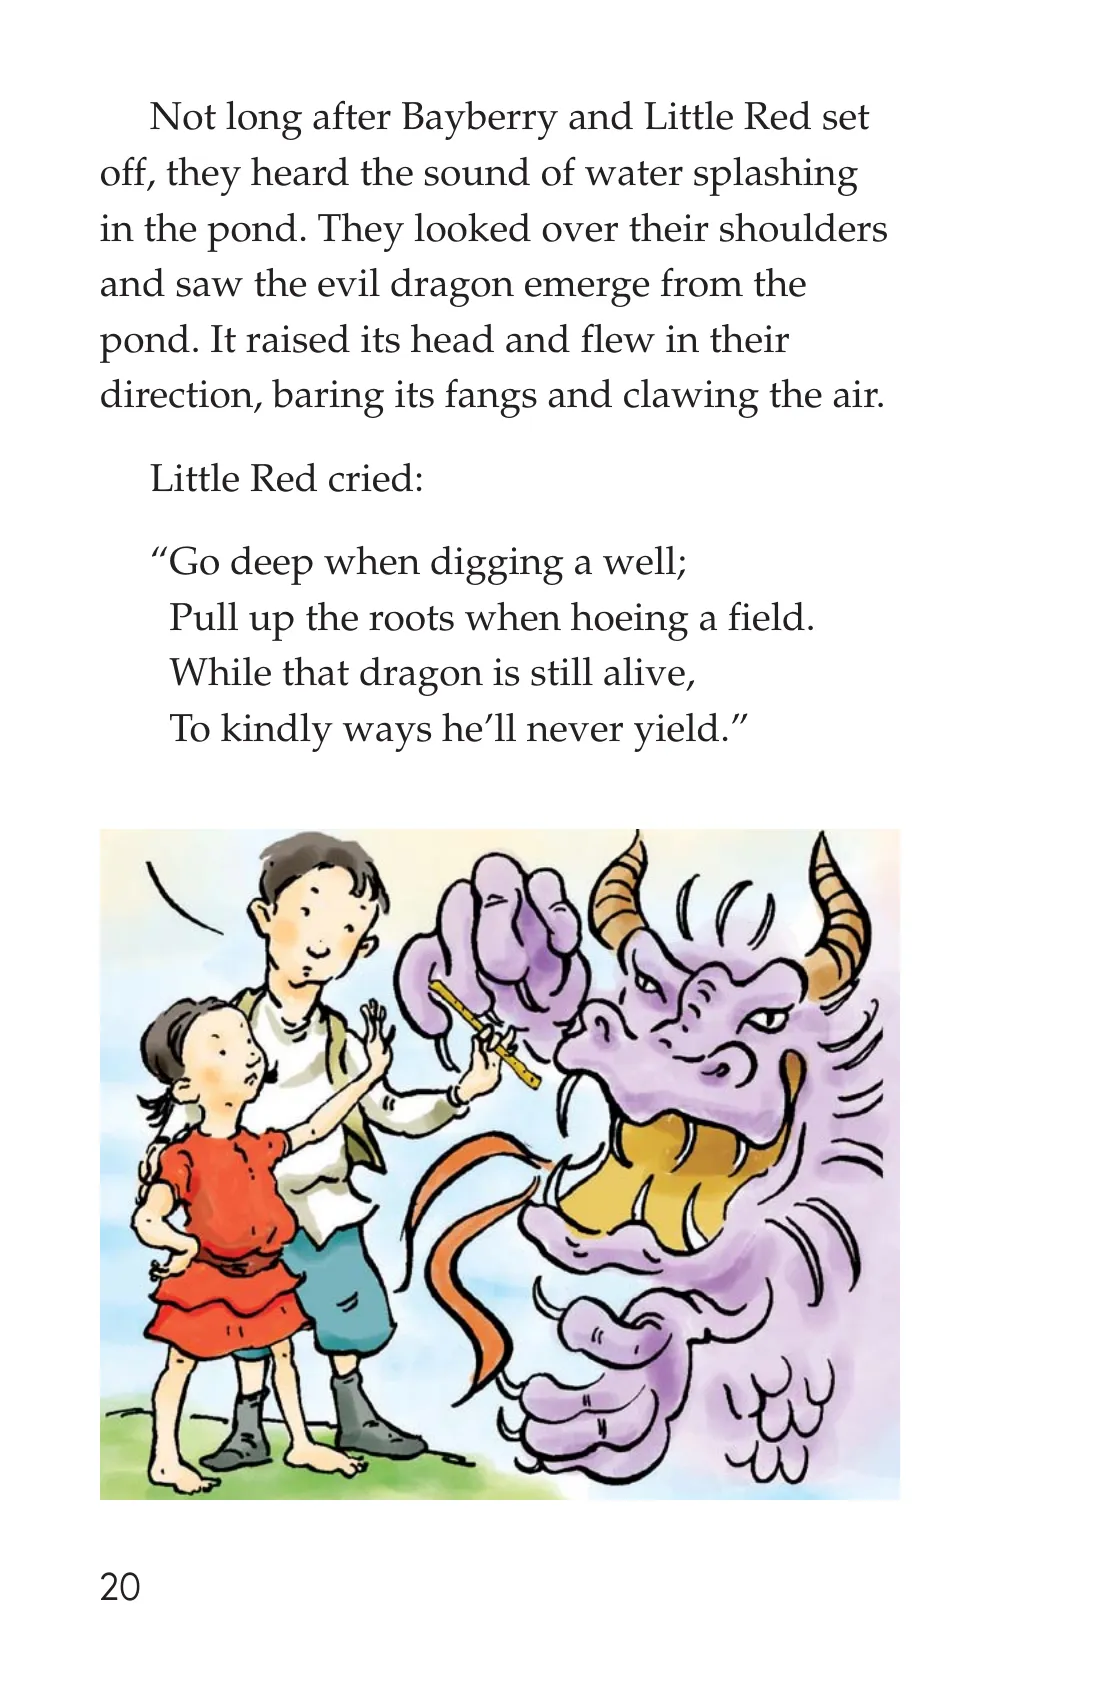 Not long after Bayberry and Little Red set
off, they heard the sound of water splashing
in the pond. They looked over their shoulders
and saw the evil dragon emerge from the
pond. It raised its head and flew in their
direction, baring its fangs and clawing the air.
Little Red cried:
“Go deep when digging a well;
Pull up the roots when hoeing a field.
While that dragon is still alive,
To kindly ways he’ll never yield.”
20